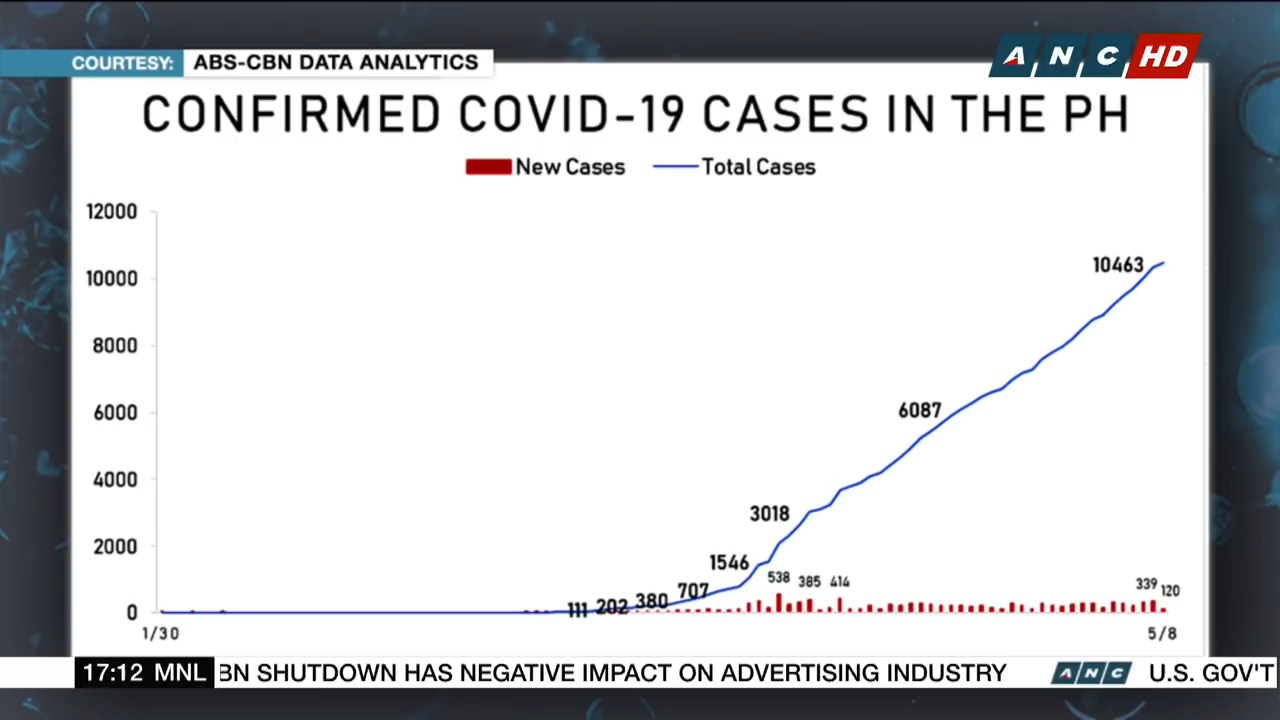 COURTESY: ABS-CBN DATA ANALYTICS
ANC HD
CONFIRMED COVID-19 CASES IN THE PH
New Cases Total Cases
12000
10000
8000
6000
4000
2000
0
10463
6087
3018
1546
707
380
202
111
538 385 414 339 120
1/30 5/8
17:12 MNL BN SHUTDOWN HAS NEGATIVE IMPACT ON ADVERTISING INDUSTRY ANC U.S. GOV'T